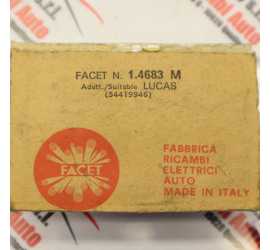 FACET N. 1.4683 M
Adatt./Suitable LUCAS
(54419946)
FACET
FABBRICA
RICAMBI
ELETTRICI
AUTO
MADE IN ITALY